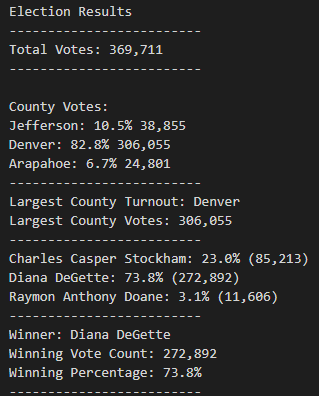 Election Results
-------------------------
Total Votes: 369,711
-------------------------
County Votes:
Jefferson: 10.5% 38,855
Denver: 82.8% 306,055
Arapahoe: 6.7% 24,801
-------------------------
Largest County Turnout: Denver
Largest County Votes: 306,055
-------------------------
Charles Casper Stockham: 23.0% (85,213)
Diana DeGette: 73.8% (272,892)
Raymon Anthony Doane: 3.1% (11,606)
-------------------------
Winner: Diana DeGette
Winning Vote Count: 272,892
Winning Percentage: 73.8%
-------------------------